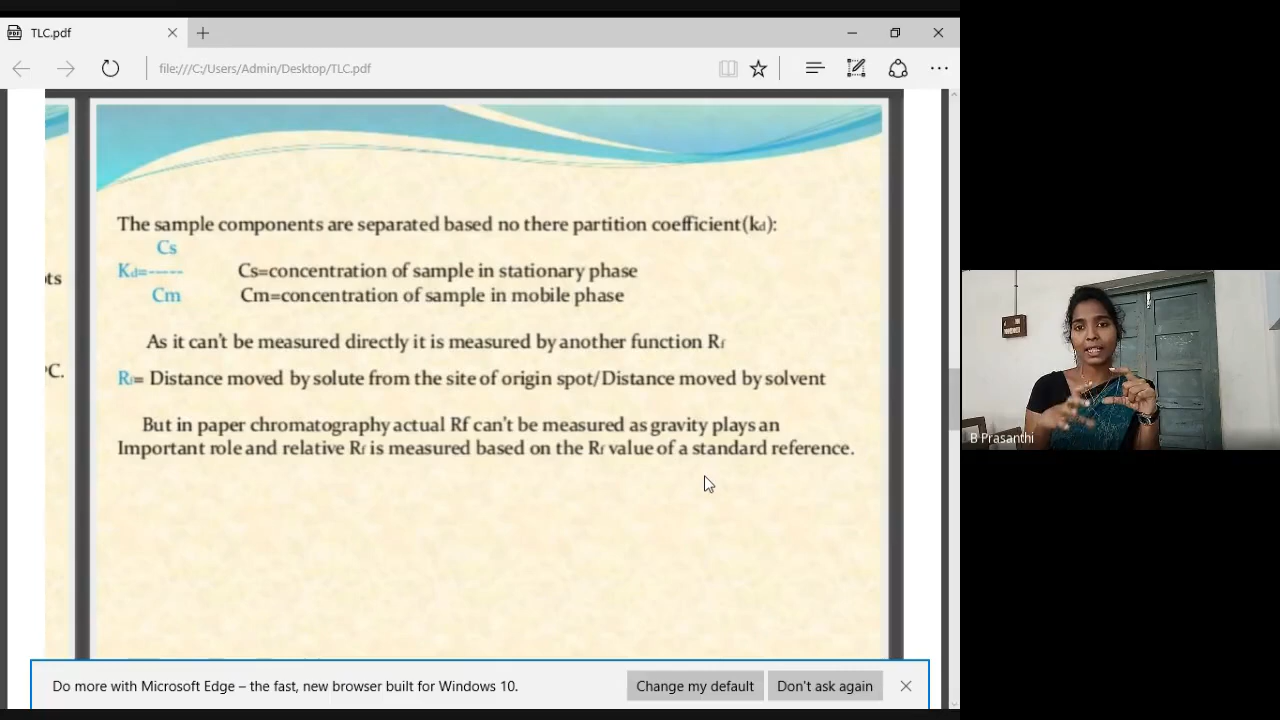 TLC.pdf
file:///C:/Users/Admin/Desktop/TLC.pdf
The sample components are separated based no there partition coefficient(kd):
Cs
Kd=-----
Cs=concentration of sample in stationary phase
Cm
Cm=concentration of sample in mobile phase
ts
As it can't be measured directly it is measured by another function Rf
C.
Rf= Distance moved by solute from the site of origin spot/Distance moved by solvent
But in paper chromatography actual Rf can't be measured as gravity plays an
Important role and relative Rf is measured based on the Rf value of a standard reference.
B Prasanthi
Do more with Microsoft Edge – the fast, new browser built for Windows 10.
Change my default
Don't ask again